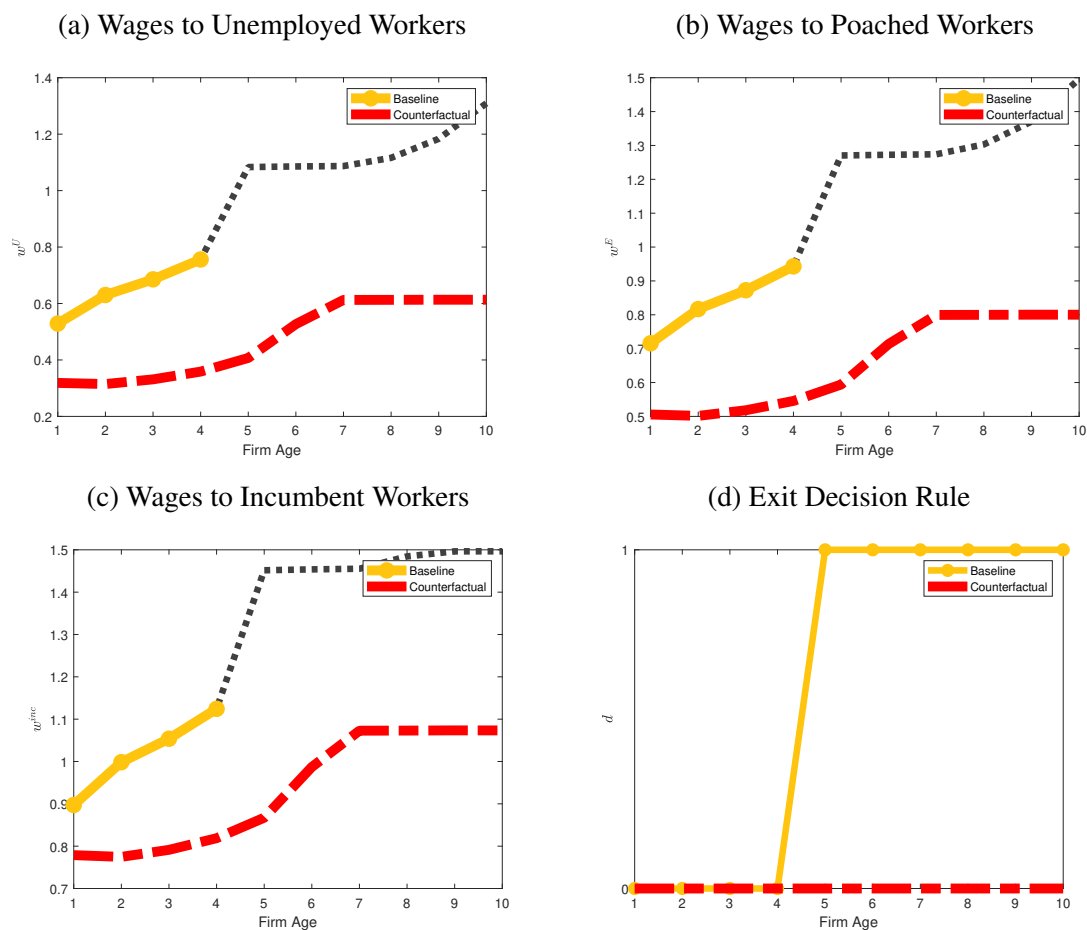 (a) Wages to Unemployed Workers
1.4
1.2
1
0.8
0.6
0.4
0.2
w^U
Baseline
Counterfactual
1 2 3 4 5 6 7 8 9 10
Firm Age
(b) Wages to Poached Workers
1.5
1.4
1.3
1.2
1.1
1
0.9
0.8
0.7
0.6
0.5
w^E
Baseline
Counterfactual
1 2 3 4 5 6 7 8 9 10
Firm Age
(c) Wages to Incumbent Workers
1.5
1.4
1.3
1.2
1.1
1
0.9
0.8
0.7
w^{inc}
Baseline
Counterfactual
1 2 3 4 5 6 7 8 9 10
Firm Age
(d) Exit Decision Rule
1
0
d
Baseline
Counterfactual
1 2 3 4 5 6 7 8 9 10
Firm Age